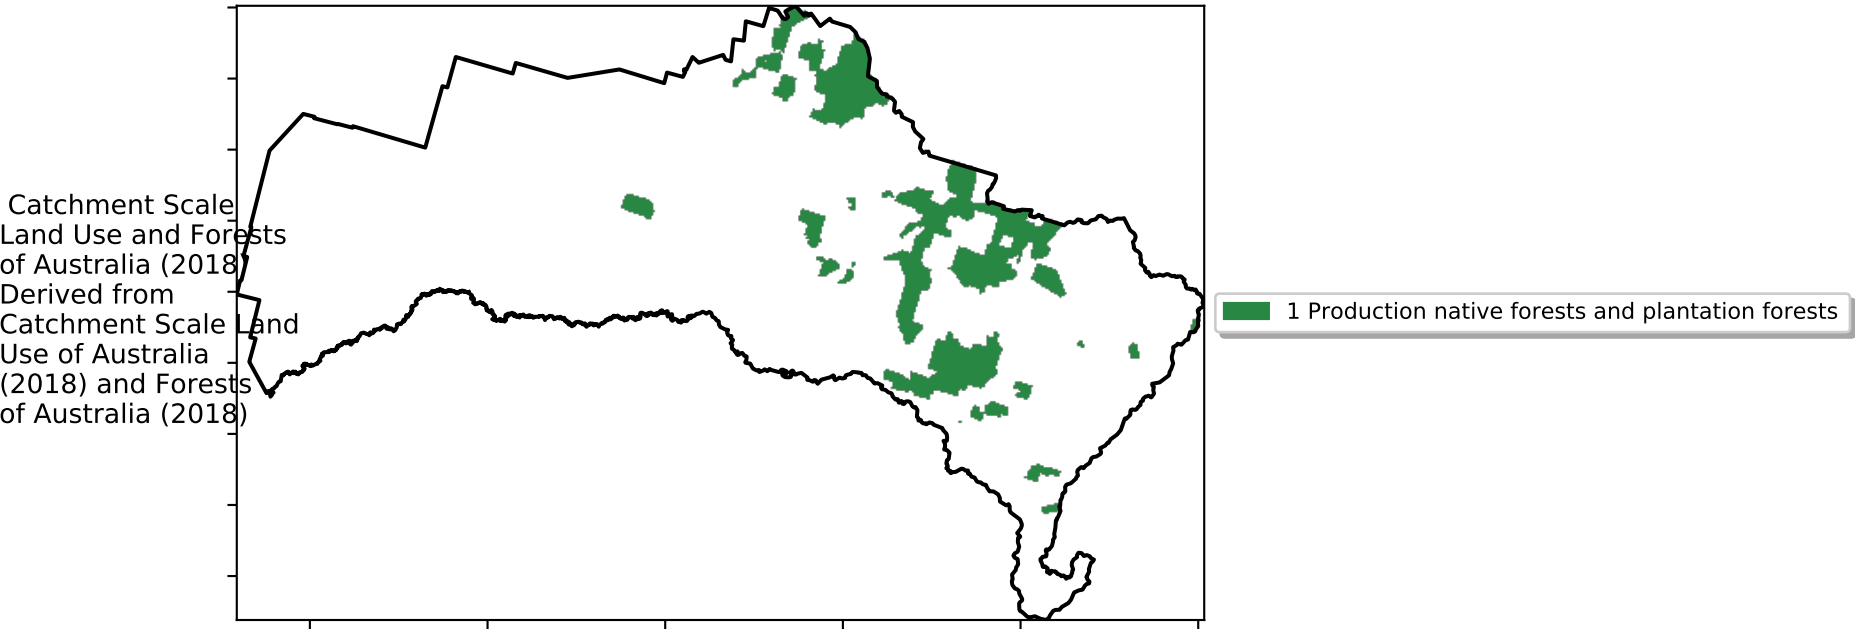 Catchment Scale
Land Use and Forests
of Australia (2018)
Derived from
Catchment Scale Land
Use of Australia
(2018) and Forests
of Australia (2018)
1 Production native forests and plantation forests